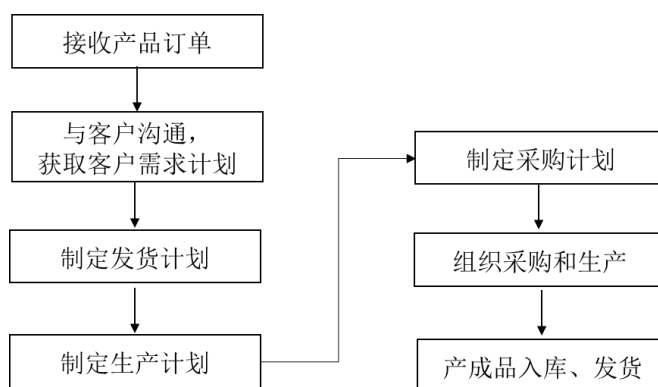 接收产品订单
与客户沟通，
获取客户需求计划
制定发货计划
制定生产计划
制定采购计划
组织采购和生产
产成品入库、发货